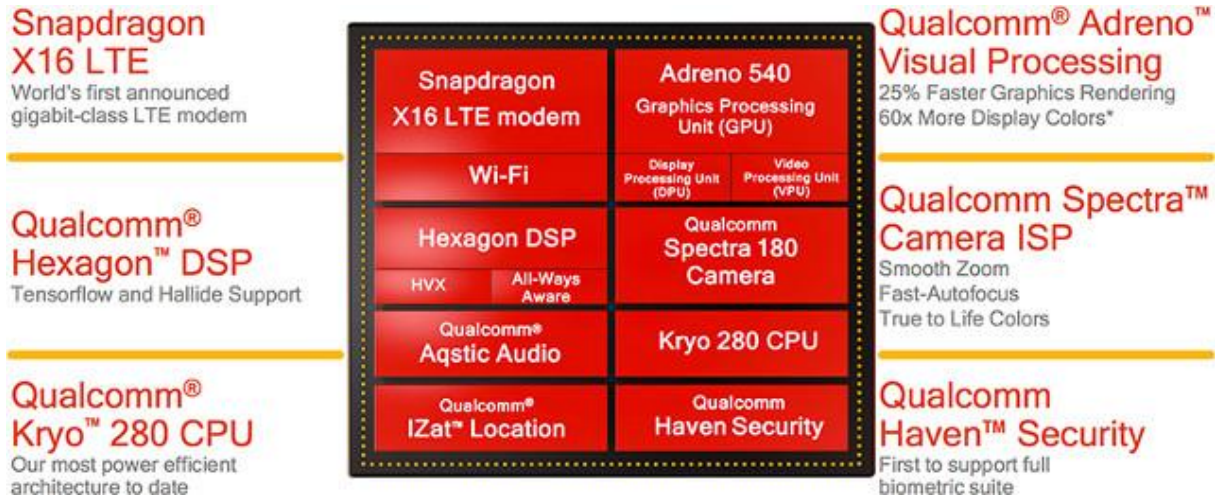 Snapdragon
X16 LTE
World's first announced
gigabit-class LTE modem
Qualcomm®
Hexagon™ DSP
Tensorflow and Hallide Support
Qualcomm®
Kryo™ 280 CPU
Our most power efficient
architecture to date
Snapdragon
X16 LTE modem
Wi-Fi
Adreno 540
Graphics Processing
Unit (GPU)
Display
Processing Unit
(DPU)
Video
Processing Unit
(VPU)
Hexagon DSP
HVX
All-Ways
Aware
Qualcomm
Spectra 180
Camera
Qualcomm®
Aqstic Audio
Kryo 280 CPU
Qualcomm®
IZat™ Location
Qualcomm
Haven Security
Qualcomm® Adreno™
Visual Processing
25% Faster Graphics Rendering
60x More Display Colors*
Qualcomm Spectra™
Camera ISP
Smooth Zoom
Fast-Autofocus
True to Life Colors
Qualcomm
Haven™ Security
First to support full
biometric suite